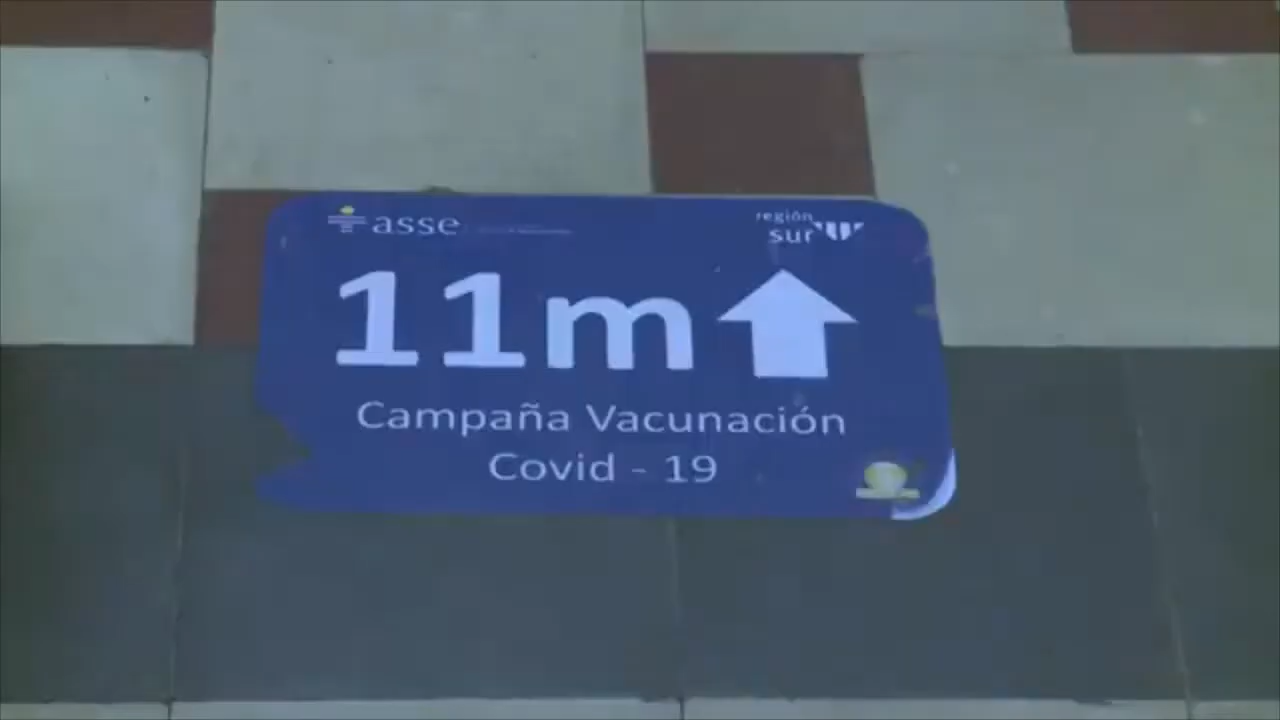 asse
región
sur
11m
Campaña Vacunación
Covid - 19